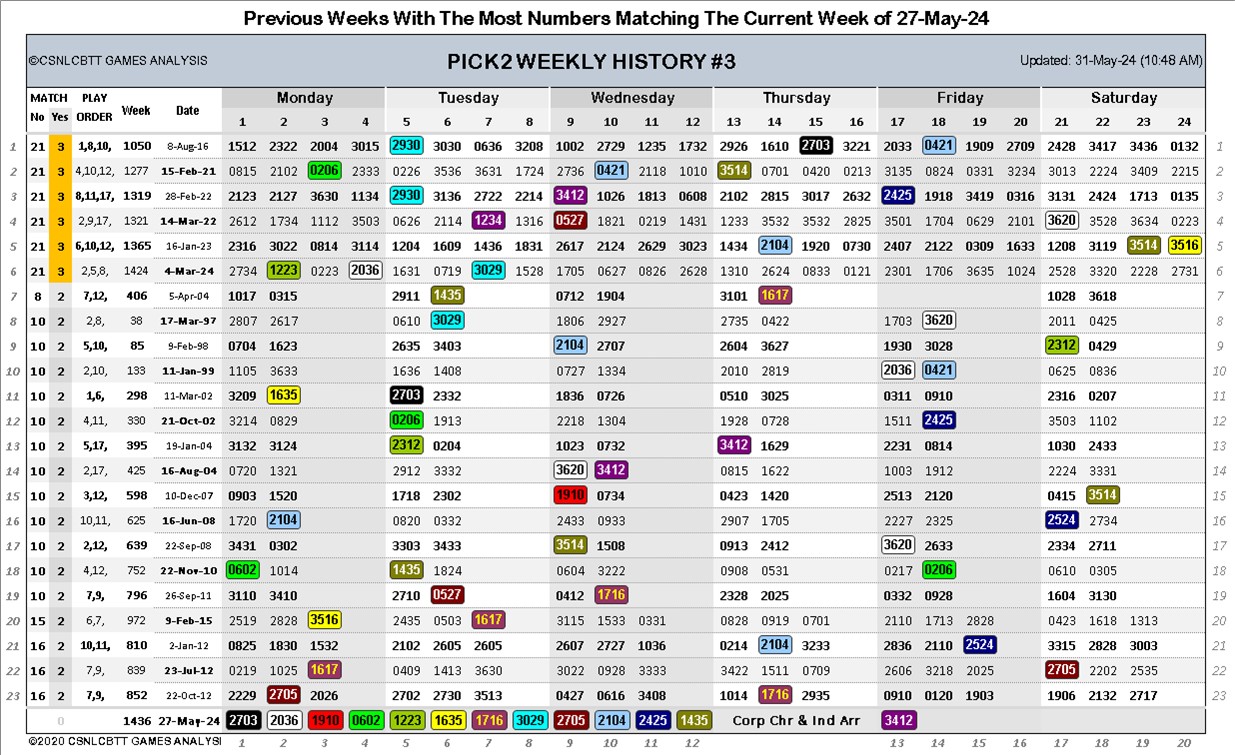 Previous Weeks With The Most Numbers Matching The Current Week of 27-May-24
©CSNLCBTT GAMES ANALYSIS PICK2 WEEKLY HISTORY #3 Updated: 31-May-24 (10:48 AM)
MATCH PLAY Week Date Monday Tuesday Wednesday Thursday Friday Saturday
No Yes ORDER 1 2 3 4 5 6 7 8 9 10 11 12 13 14 15 16 17 18 19 20 21 22 23 24
1 21 3 1,8,10, 1050 8-Aug-16 1512 2322 2004 3015 2930 3030 0636 3208 1002 2729 1235 1732 2926 1610 2703 3221 2033 0421 1909 2709 2428 3417 3436 0132 1
2 21 3 4,10,12, 1277 15-Feb-21 0815 2102 0206 2333 0226 3536 3631 1724 2736 0421 2118 1010 3514 0701 0420 0213 3135 0824 0331 3234 3013 2224 3409 2215 2
3 21 3 8,11,17, 1319 28-Feb-22 2123 2127 3630 1134 2930 3136 2722 2214 3412 1026 1813 0608 2102 2815 3017 2632 2425 1918 3419 0316 3131 2424 1713 0135 3
4 21 3 2,9,17, 1321 14-Mar-22 2612 1734 1112 3503 0626 2114 1234 1316 0527 1821 0219 1431 1233 3532 3532 2825 3501 1704 0629 2101 3620 3528 3634 0223 4
5 21 3 6,10,12, 1365 16-Jan-23 2316 3022 0814 3114 1204 1609 1436 1831 2617 2124 2629 3023 1434 2104 1920 0730 2407 2122 0309 1633 1208 3119 3514 3516 5
6 21 3 2,5,8, 1424 4-Mar-24 2734 1223 0223 2036 1631 0719 3029 1528 1705 0627 0826 2628 1310 2624 0833 0121 2301 1706 3635 1024 2528 3320 2228 2731 6
7 8 2 7,12, 406 5-Apr-04 1017 0315 2911 1435 0712 1904 3101 1617 1028 3618 7
8 10 2 2,8, 38 17-Mar-97 2807 2617 0610 3029 1806 2927 2735 0422 1703 3620 2011 0425 8
9 10 2 5,10, 85 9-Feb-98 0704 1623 2635 3403 2104 2707 2604 3627 1930 3028 2312 0429 9
10 10 2 2,10, 133 11-Jan-99 1105 3633 1636 1408 0727 1334 2010 2819 2036 0421 0625 0836 10
11 10 2 1,6, 298 11-Mar-02 3209 1635 2703 2332 1836 0726 0510 3025 0311 0910 2316 0207 11
12 10 2 4,11, 330 21-Oct-02 3214 0829 0206 1913 2218 1304 1928 0728 1511 2425 3503 1102 12
13 10 2 5,17, 395 19-Jan-04 3132 3124 2312 0204 1023 0732 3412 1629 2231 0814 1030 2433 13
14 10 2 2,17, 425 16-Aug-04 0720 1321 2912 3332 3620 3412 0815 1622 1003 1912 2224 3331 14
15 10 2 3,12, 598 10-Dec-07 0903 1520 1718 2302 1910 0734 0423 1420 2513 2120 0415 3514 15
16 10 2 10,11, 625 16-Jun-08 1720 2104 0820 0332 2433 0933 2907 1705 2227 2325 2524 2734 16
17 10 2 2,12, 639 22-Sep-08 3431 0302 3303 3433 3514 1508 0913 2412 3620 2633 2334 2711 17
18 10 2 4,12, 752 22-Nov-10 0602 1014 1435 1824 0604 3222 0908 0531 0217 0206 0610 0305 18
19 10 2 7,9, 796 26-Sep-11 3110 3410 2710 0527 0412 1716 2328 2025 0332 0928 1604 3130 19
20 15 2 6,7, 972 9-Feb-15 2519 2828 3516 2435 0503 1617 3115 1533 0331 0828 0919 0701 2110 1713 2828 0423 1618 1313 20
21 16 2 10,11, 810 2-Jan-12 0825 1830 1532 2102 2605 2605 2607 2727 1036 0214 2104 3233 2836 2110 2524 3315 2828 3003 21
22 16 2 7,9, 839 23-Jul-12 0219 1025 1617 0409 1413 3630 3022 0928 3333 3422 1511 0709 2606 3218 2025 2705 2202 2535 22
23 16 2 7,9, 852 22-Oct-12 2229 2705 2026 2702 2730 3513 0427 0616 3408 1014 1716 2935 0910 0120 1903 1906 2132 2717 23
0 1436 27-May-24 2703 2036 1910 0602 1223 1635 1716 3029 2705 2104 2425 1435 Corp Chr & Ind Arr 3412
©2020 CSNLCBTT GAMES ANALYSI 1 2 3 4 5 6 7 8 9 10 11 12 13 14 15 16 17 18 19 20